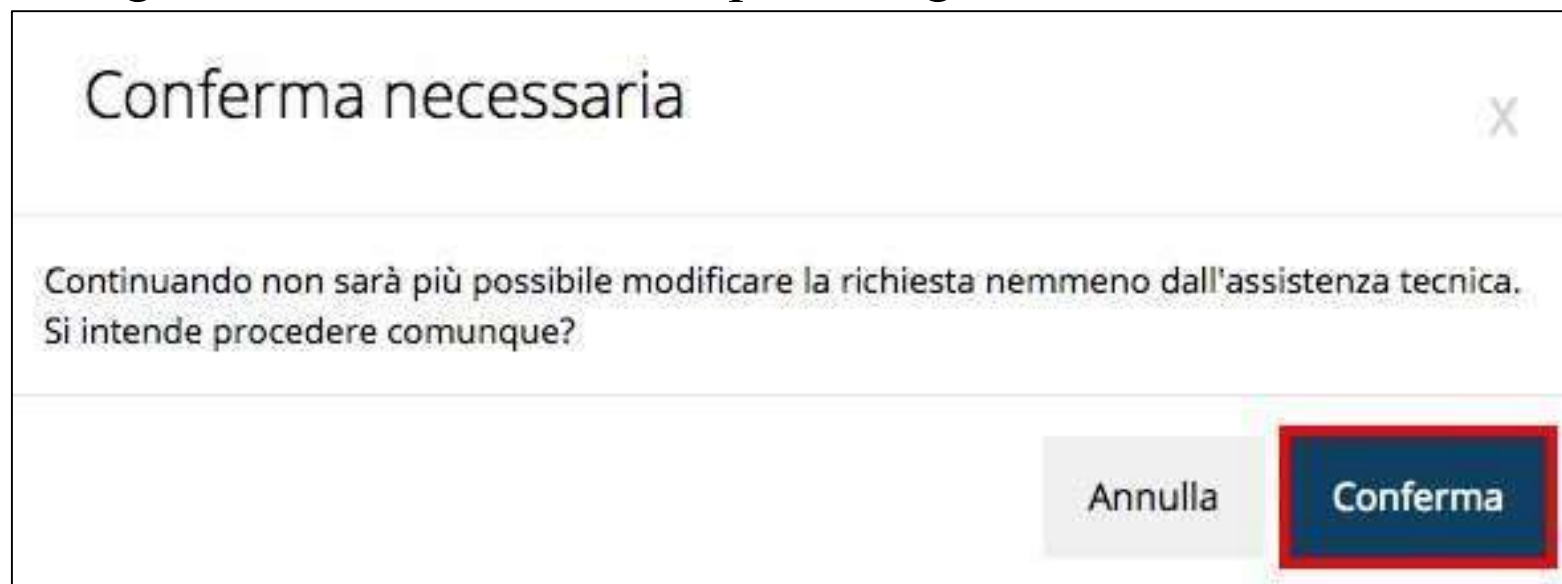 Conferma necessaria
X
Continuando non sarà più possibile modificare la richiesta nemmeno dall'assistenza tecnica.
Si intende procedere comunque?
Annulla
Conferma